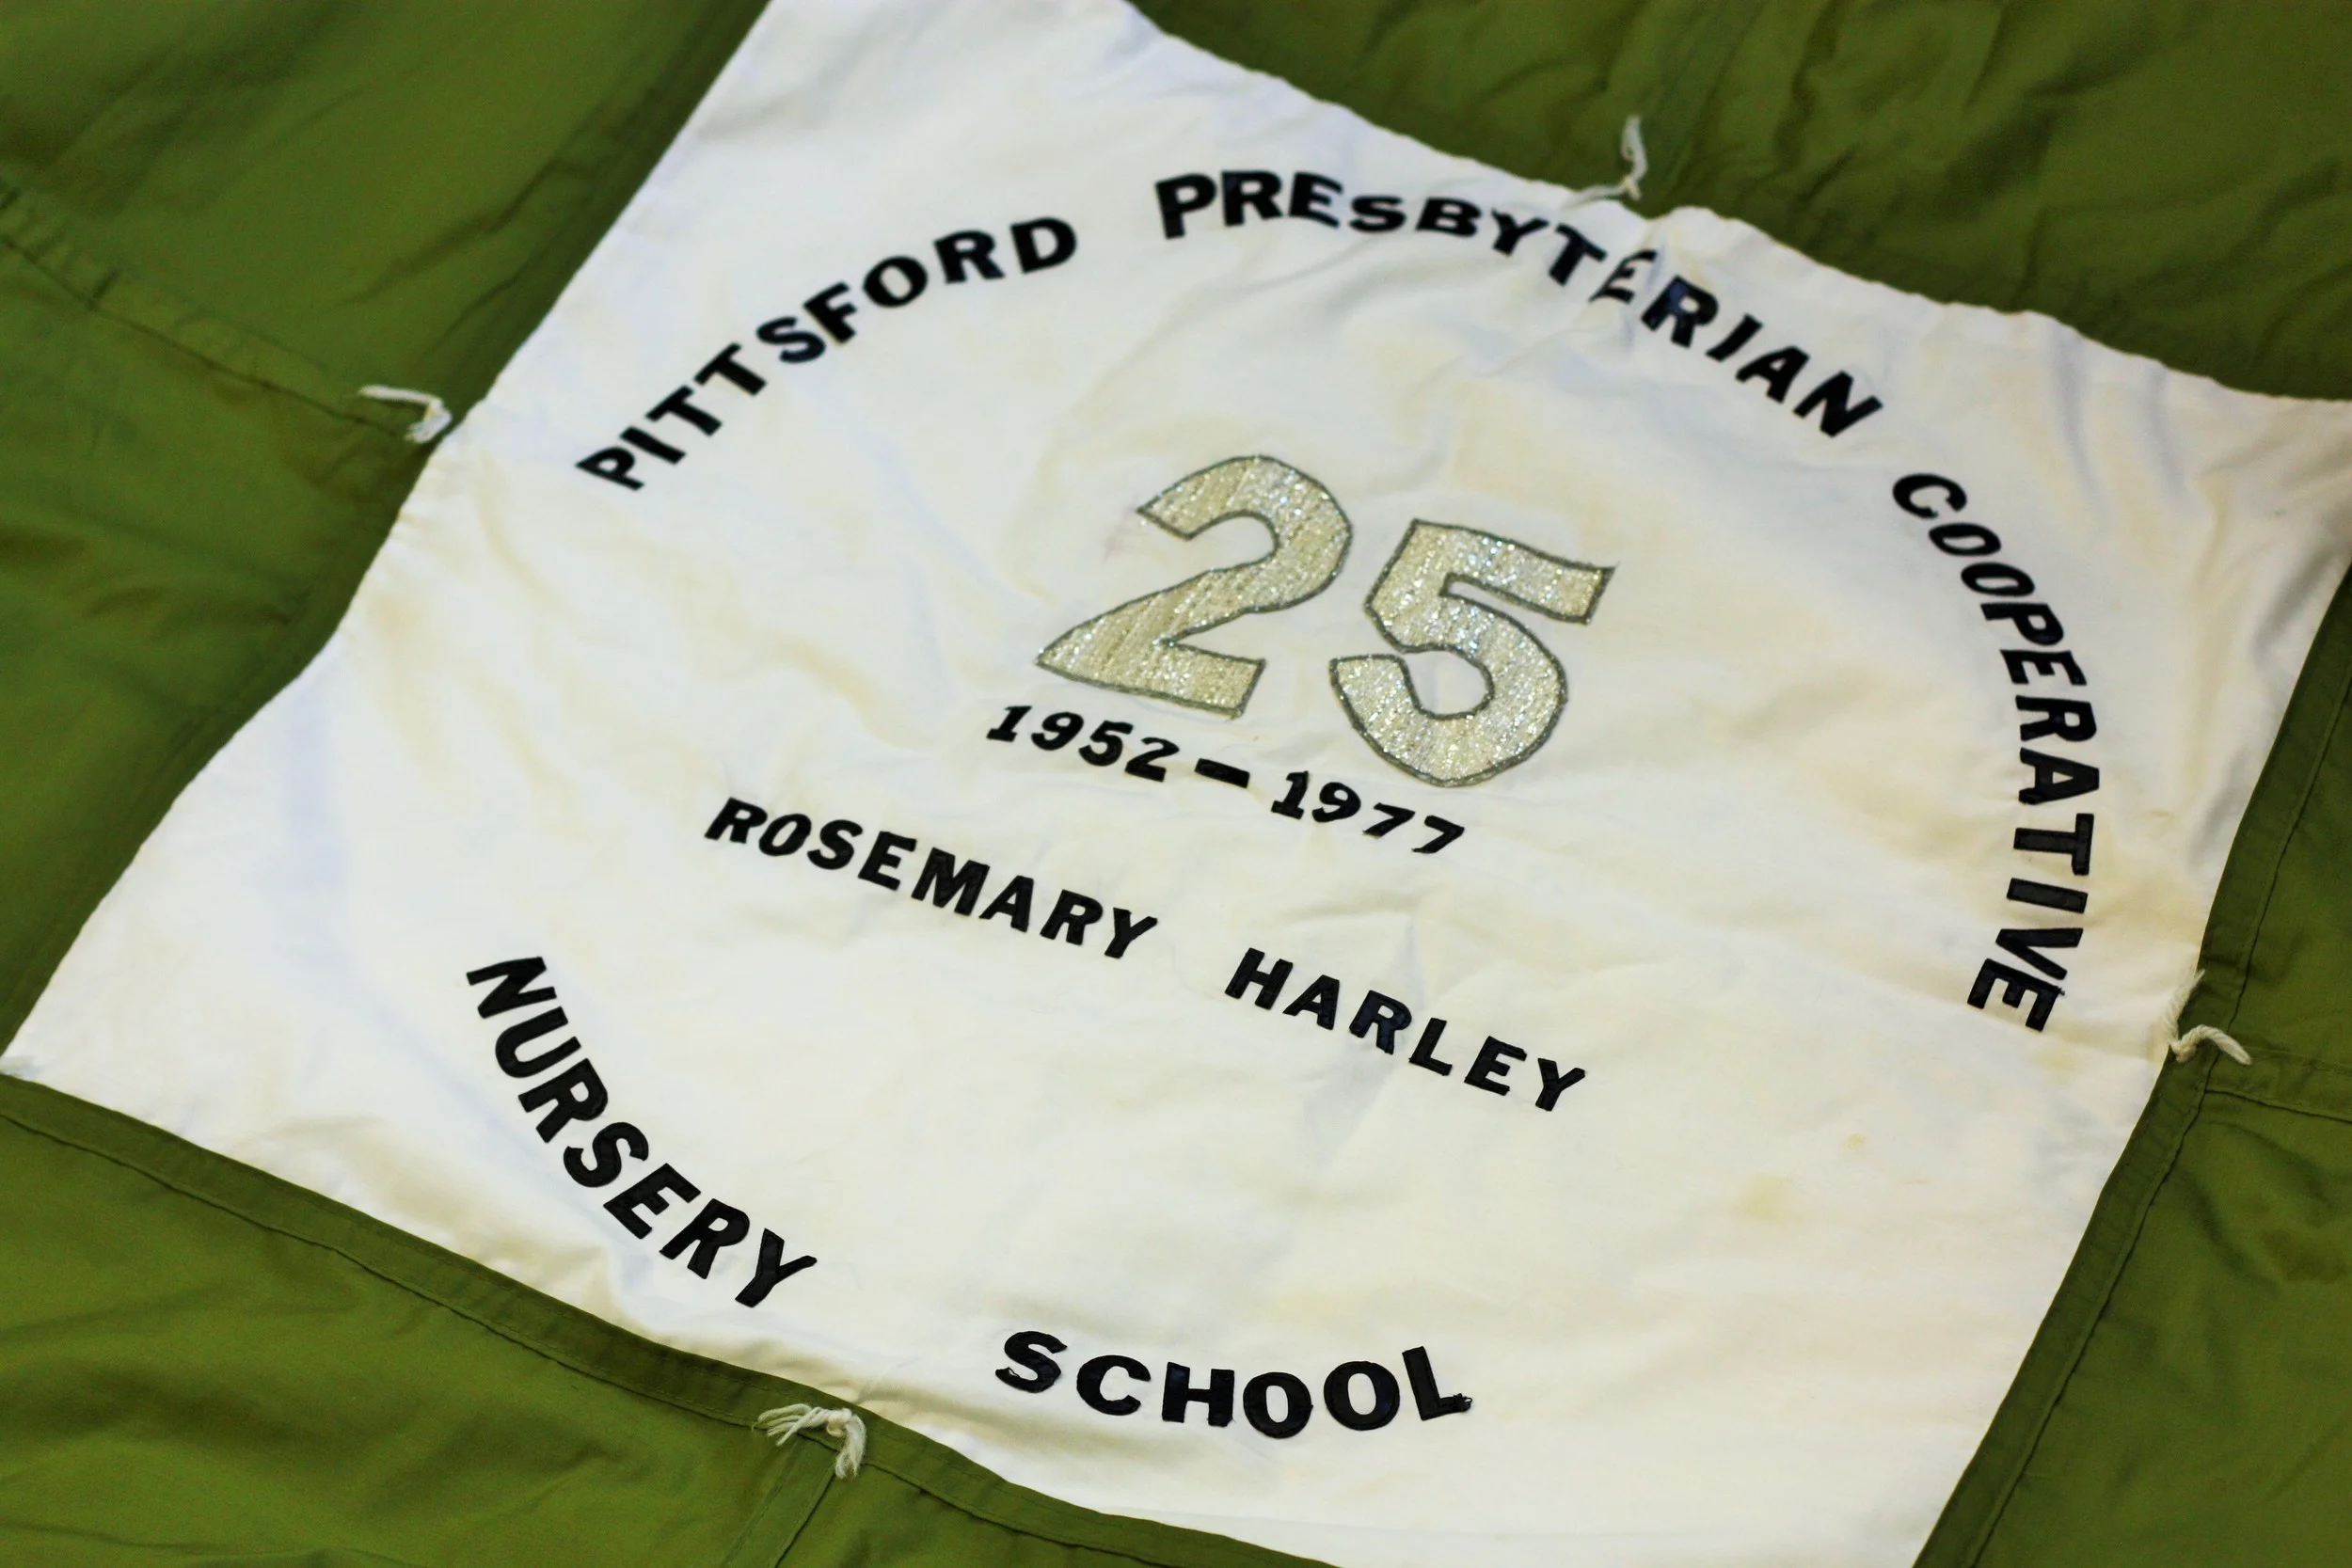 PITTSFORD PRESBYTERIAN COOPERATIVE
25
1952-1977
ROSEMARY HARLEY
NURSERY SCHOOL